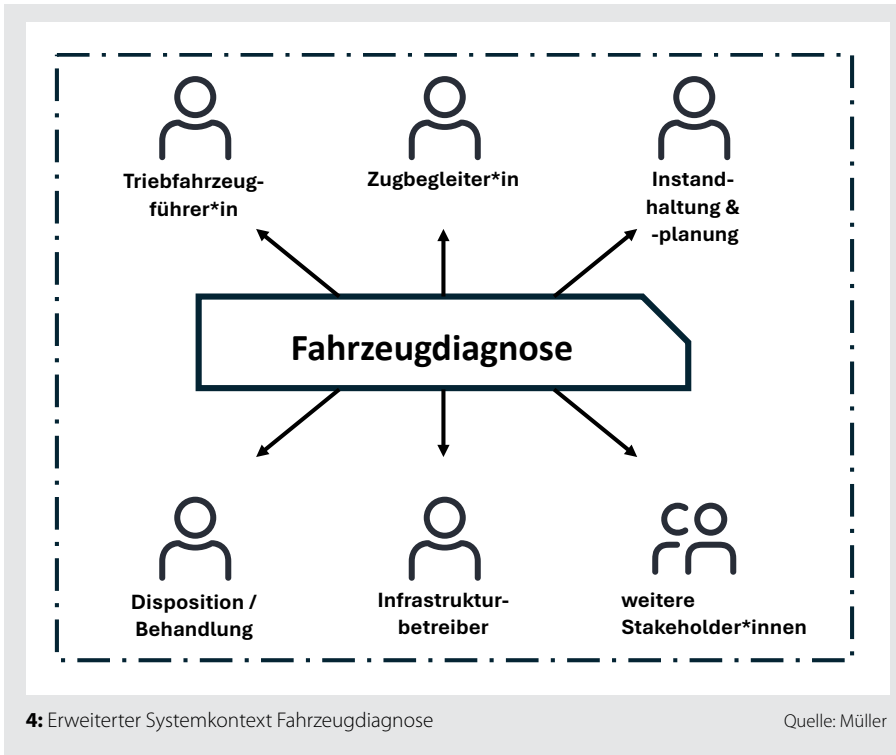 Triebfahrzeug-
führer*in
Zugbegleiter*in
Instand-
haltung &
-planung
Fahrzeugdiagnose
Disposition /
Behandlung
Infrastruktur-
betreiber
weitere
Stakeholder*innen
4: Erweiterter Systemkontext Fahrzeugdiagnose
Quelle: Müller